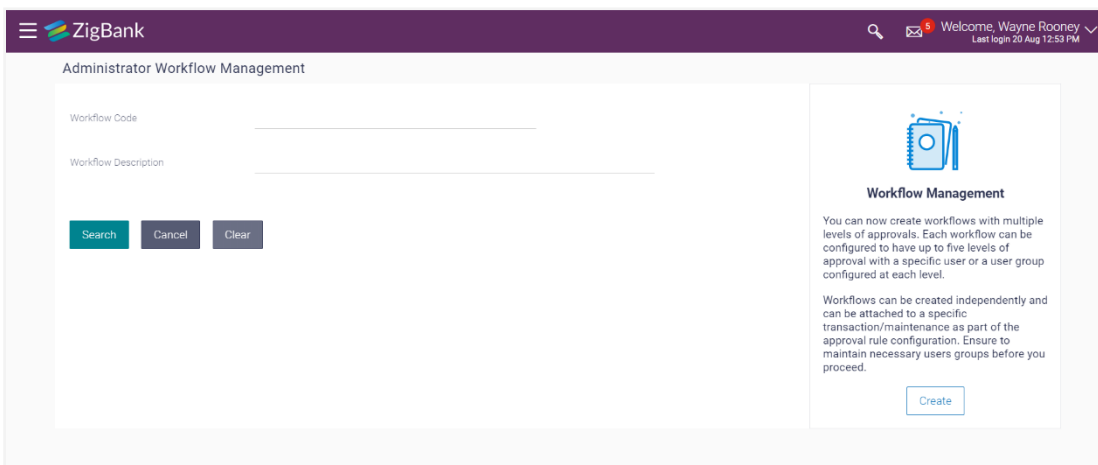 ZigBank
5
Welcome, Wayne Rooney
Last login 20 Aug 12:53 PM
Administrator Workflow Management
Workflow Code
Workflow Description
Search
Cancel
Clear
Workflow Management
You can now create workflows with multiple
levels of approvals. Each workflow can be
configured to have up to five levels of
approval with a specific user or a user group
configured at each level.
Workflows can be created independently and
can be attached to a specific
transaction/maintenance as part of the
approval rule configuration. Ensure to
maintain necessary users groups before you
proceed.
Create